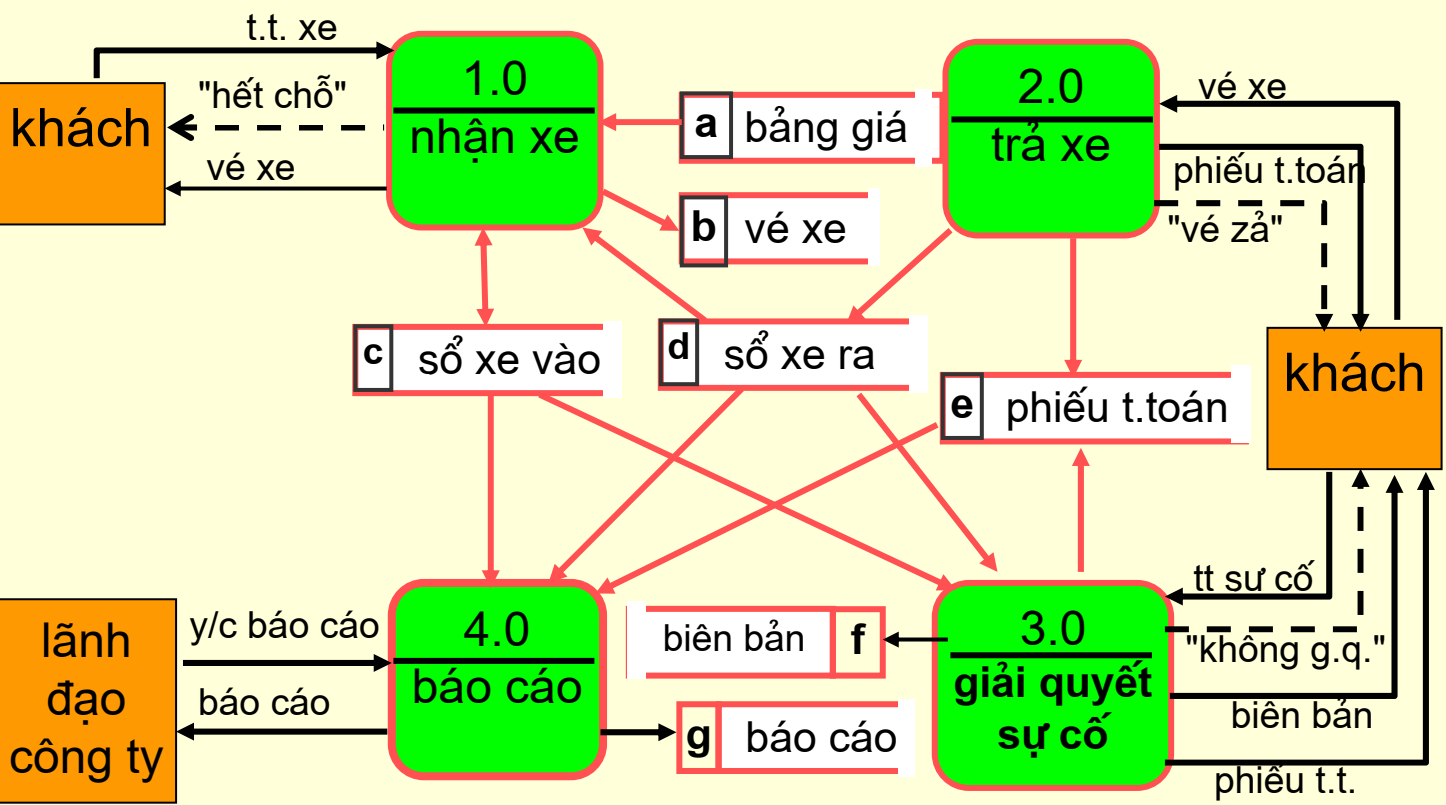 t.t. xe
1.0
nhận xe
"hết chỗ"
khách
vé xe
a bảng giá
b vé xe
2.0
trả xe
vé xe
phiếu t.toán
"vé zả"
c sổ xe vào
d sổ xe ra
e phiếu t.toán
khách
lãnh
đạo
công ty
y/c báo cáo
báo cáo
4.0
báo cáo
biên bản f
g báo cáo
3.0
giải quyết
sự cố
tt sư cố
"không g.q."
biên bản
phiếu t.t.